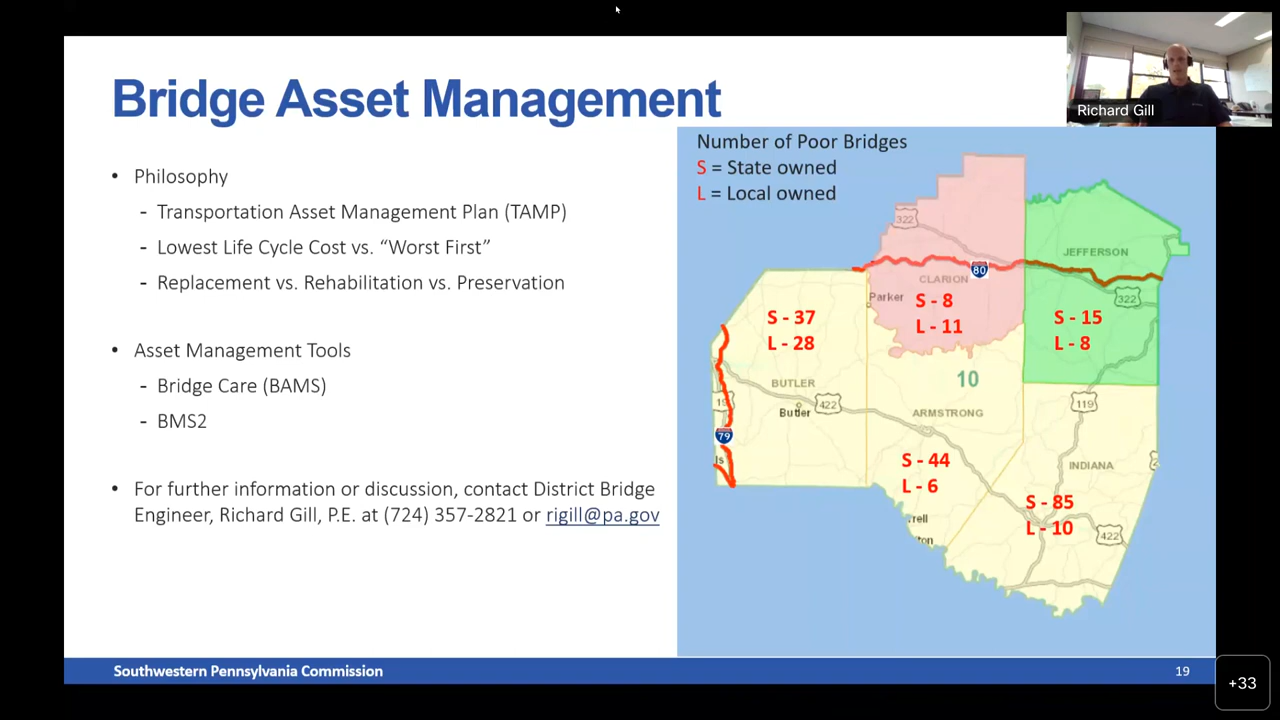 Bridge Asset Management
Richard Gill
• Philosophy
- Transportation Asset Management Plan (TAMP)
- Lowest Life Cycle Cost vs. “Worst First”
- Replacement vs. Rehabilitation vs. Preservation
• Asset Management Tools
- Bridge Care (BAMS)
- BMS2
• For further information or discussion, contact District Bridge
Engineer, Richard Gill, P.E. at (724) 357-2821 or rigill@pa.gov
Number of Poor Bridges
S = State owned
L = Local owned
322
JEFFERSON
80
CLARION
Parker
S - 8
L - 11
322
S - 37
L - 28
S - 15
L - 8
10
BUTLER
Butler
422
19
119
ARMSTRONG
79
ls
S - 44
L - 6
INDIANA
S - 85
L - 10
rrell
ton
422
Southwestern Pennsylvania Commission
19
+33